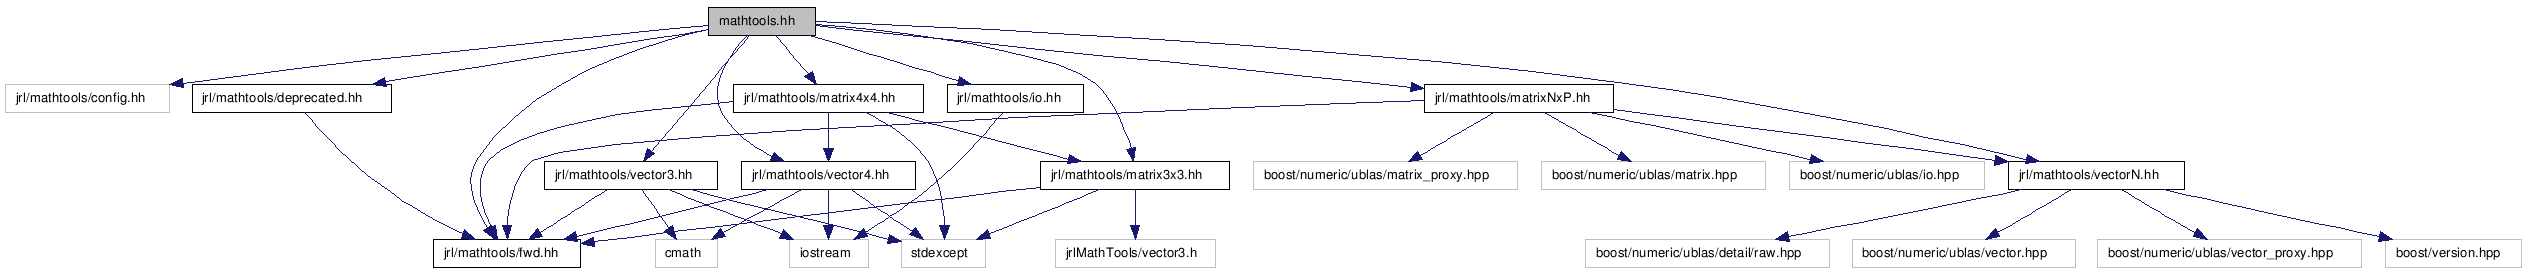 mathtools.hh
jrl/mathtools/config.hh
jrl/mathtools/deprecated.hh
jrl/mathtools/matrix4x4.hh
jrl/mathtools/io.hh
jrl/mathtools/matrixNxP.hh
jrl/mathtools/vector3.hh
jrl/mathtools/vector4.hh
jrl/mathtools/matrix3x3.hh
boost/numeric/ublas/matrix_proxy.hpp
boost/numeric/ublas/matrix.hpp
boost/numeric/ublas/io.hpp
jrl/mathtools/vectorN.hh
jrl/mathtools/fwd.hh
cmath
iostream
stdexcept
jrlMathTools/vector3.h
boost/numeric/ublas/detail/raw.hpp
boost/numeric/ublas/vector.hpp
boost/numeric/ublas/vector_proxy.hpp
boost/version.hpp